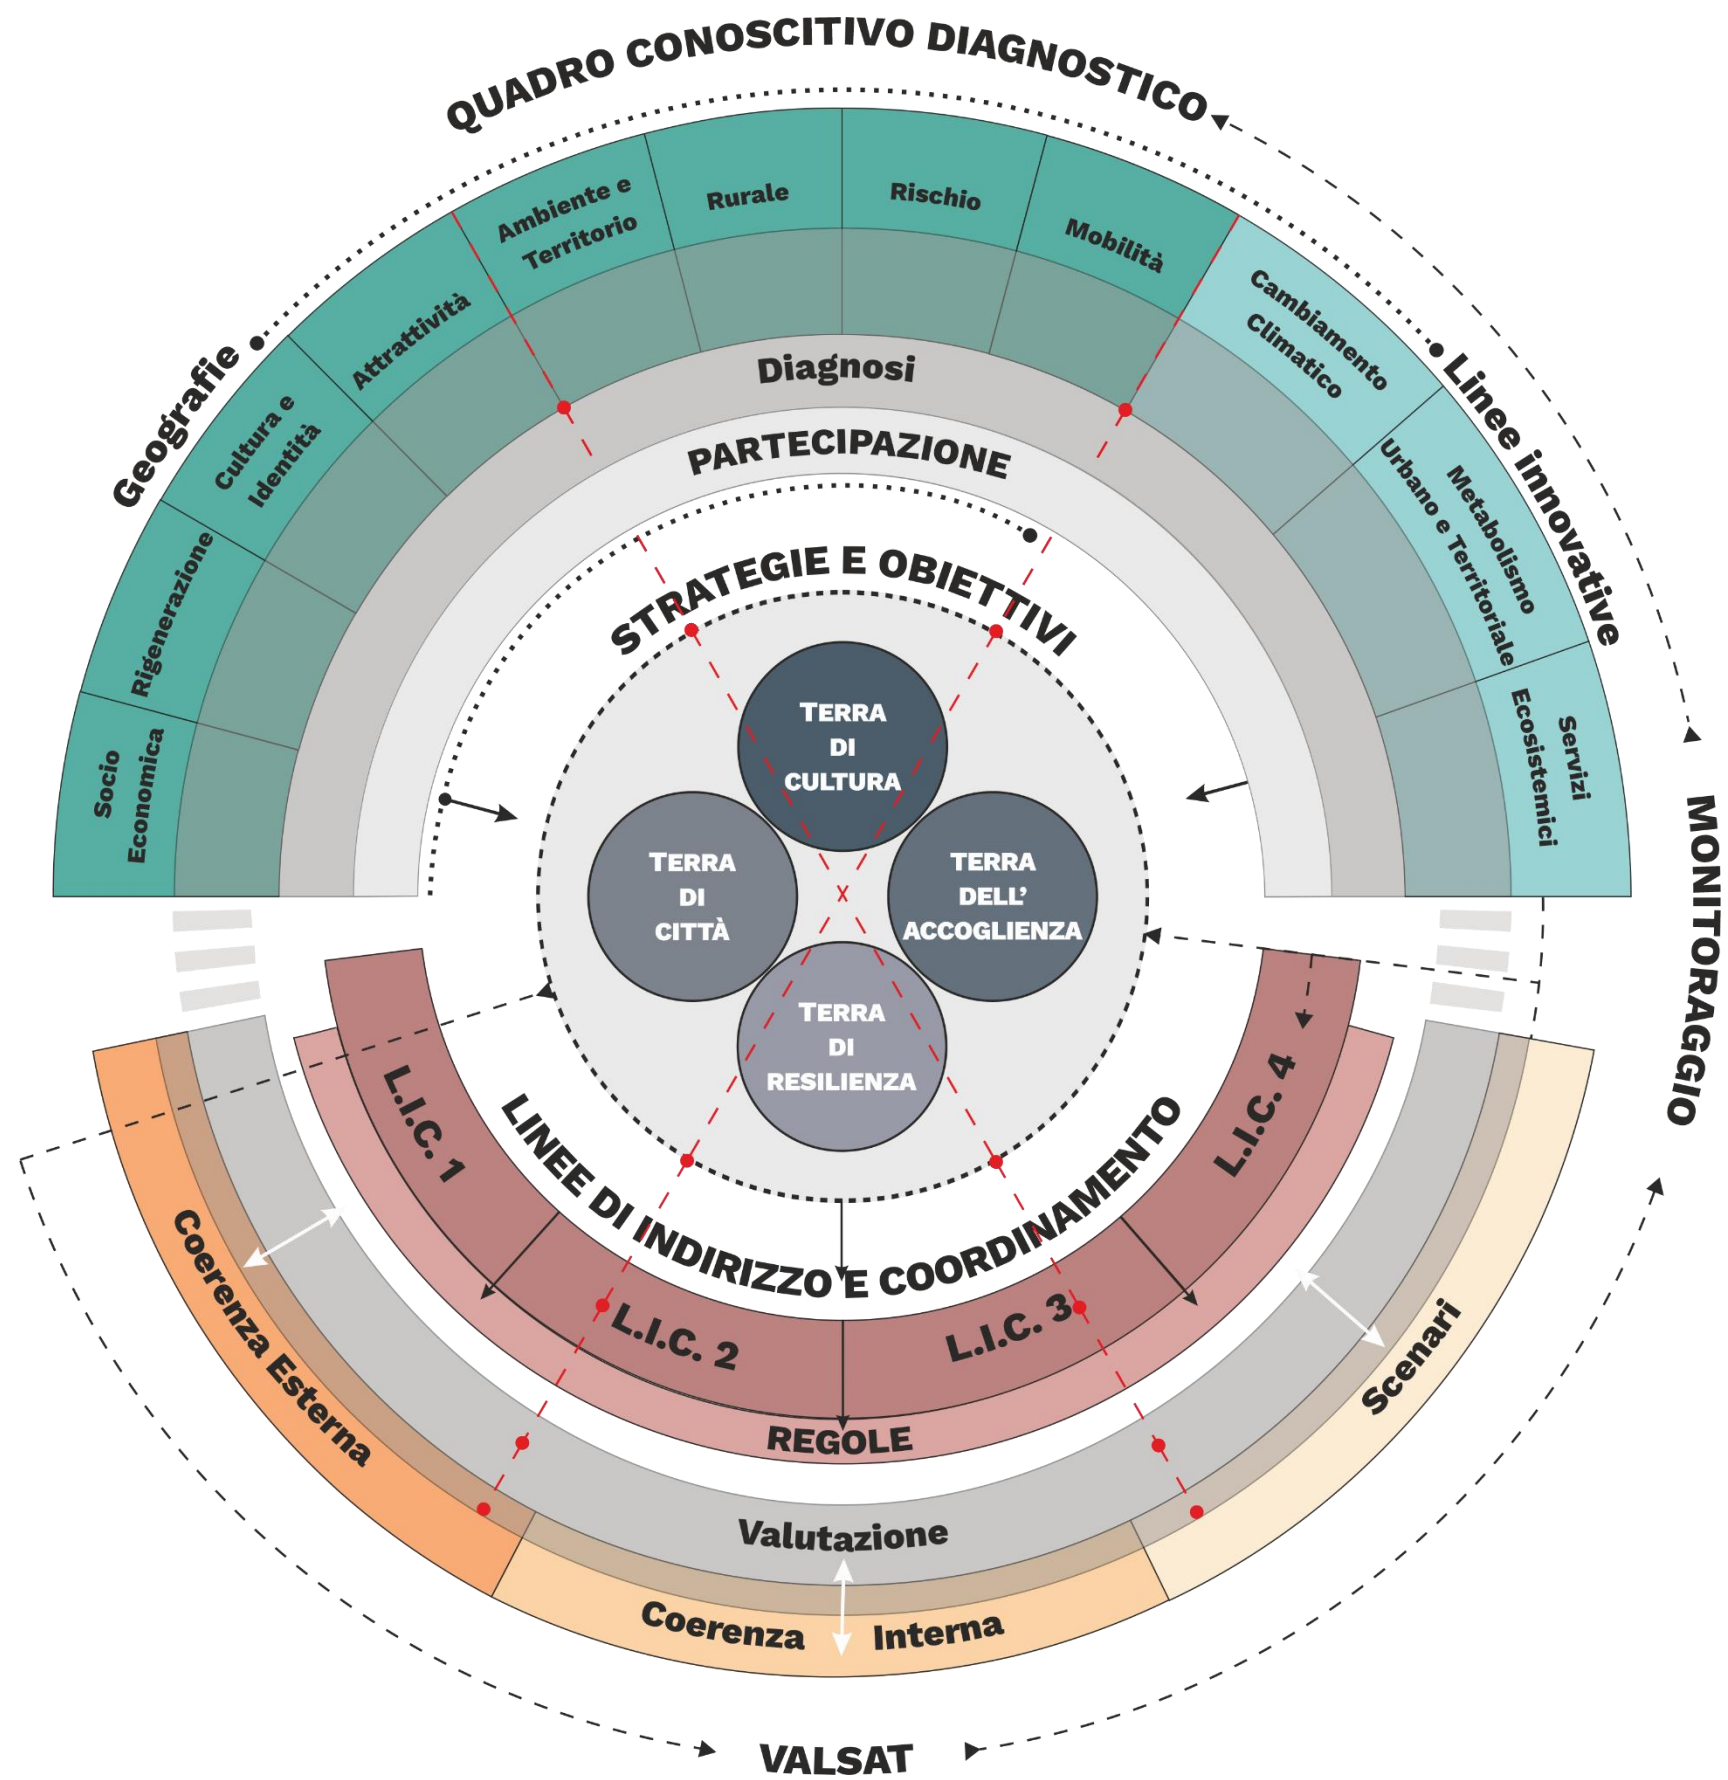 QUADRO CONOSCITIVO DIAGNOSTICO
Geografie
Linee innovative
Socio
Economica
Rigenerazione
Cultura e
Identità
Attrattività
Ambiente e
Territorio
Rurale
Rischio
Mobilità
Cambiamento
Climatico
Metabolismo
Urbano e Territoriale
Servizi
Ecosistemici
Diagnosi
PARTECIPAZIONE
STRATEGIE E OBIETTIVI
TERRA
DI
CULTURA
TERRA
DI
CITTÀ
TERRA
DELL’
ACCOGLIENZA
TERRA
DI
RESILIENZA
LINEE DI INDIRIZZO E COORDINAMENTO
L.I.C. 1
L.I.C. 2
L.I.C. 3
L.I.C. 4
REGOLE
Valutazione
Coerenza Esterna
Coerenza Interna
Scenari
MONITORAGGIO
VALSAT